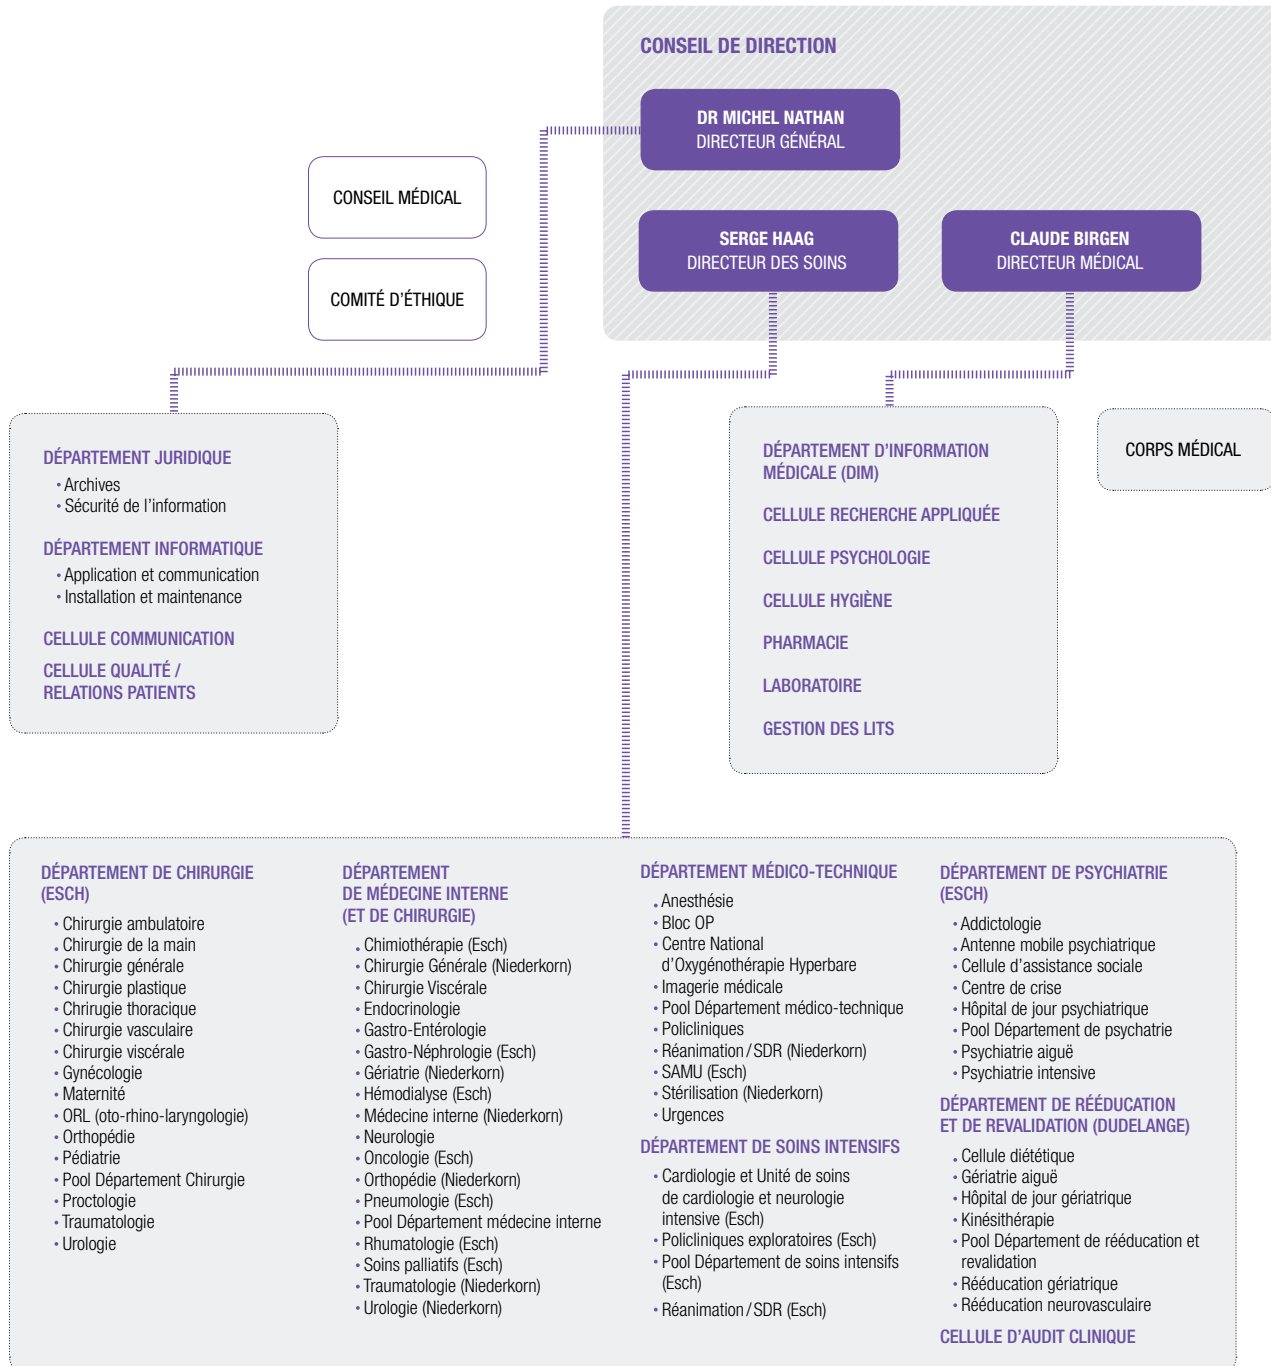 CONSEIL DE DIRECTION
DR MICHEL NATHAN
DIRECTEUR GÉNÉRAL
CONSEIL MÉDICAL
SERGE HAAG
DIRECTEUR DES SOINS
CLAUDE BIRGEN
DIRECTEUR MÉDICAL
COMITÉ D'ÉTHIQUE
DÉPARTEMENT JURIDIQUE
• Archives
• Sécurité de l'information
DÉPARTEMENT INFORMATIQUE
• Application et communication
• Installation et maintenance
CELLULE COMMUNICATION
CELLULE QUALITÉ /
RELATIONS PATIENTS
DÉPARTEMENT D'INFORMATION
MÉDICALE (DIM)
CELLULE RECHERCHE APPLIQUÉE
CELLULE PSYCHOLOGIE
CELLULE HYGIÈNE
PHARMACIE
LABORATOIRE
GESTION DES LITS
CORPS MÉDICAL
DÉPARTEMENT DE CHIRURGIE
(ESCH)
• Chirurgie ambulatoire
• Chirurgie de la main
• Chirurgie générale
• Chirurgie plastique
• Chrirugie thoracique
• Chirurgie vasculaire
• Chirurgie viscérale
• Gynécologie
• Maternité
• ORL (oto-rhino-laryngologie)
• Orthopédie
• Pédiatrie
• Pool Département Chirurgie
• Proctologie
• Traumatologie
• Urologie
DÉPARTEMENT
DE MÉDECINE INTERNE
(ET DE CHIRURGIE)
• Chimiothérapie (Esch)
• Chirurgie Générale (Niederkorn)
• Chirurgie Viscérale
• Endocrinologie
• Gastro-Entérologie
• Gastro-Néphrologie (Esch)
• Gériatrie (Niederkorn)
• Hémodialyse (Esch)
• Médecine interne (Niederkorn)
• Neurologie
• Oncologie (Esch)
• Orthopédie (Niederkorn)
• Pneumologie (Esch)
• Pool Département médecine interne
• Rhumatologie (Esch)
• Soins palliatifs (Esch)
• Traumatologie (Niederkorn)
• Urologie (Niederkorn)
DÉPARTEMENT MÉDICO-TECHNIQUE
• Anesthésie
• Bloc OP
• Centre National
d'Oxygénothérapie Hyperbare
• Imagerie médicale
• Pool Département médico-technique
• Policliniques
• Réanimation / SDR (Niederkorn)
• SAMU (Esch)
• Stérilisation (Niederkorn)
• Urgences
DÉPARTEMENT DE SOINS INTENSIFS
• Cardiologie et Unité de soins
de cardiologie et neurologie
intensive (Esch)
• Policliniques exploratoires (Esch)
• Pool Département de soins intensifs
(Esch)
• Réanimation / SDR (Esch)
DÉPARTEMENT DE PSYCHIATRIE
(ESCH)
• Addictologie
• Antenne mobile psychiatrique
• Cellule d'assistance sociale
• Centre de crise
• Hôpital de jour psychiatrique
• Pool Département de psychatrie
• Psychiatrie aiguë
• Psychiatrie intensive
DÉPARTEMENT DE RÉÉDUCATION
ET DE REVALIDATION (DUDELANGE)
• Cellule diététique
• Gériatrie aiguë
• Hôpital de jour gériatrique
• Kinésithérapie
• Pool Département de rééducation et
revalidation
• Rééducation gériatrique
• Rééducation neurovasculaire
CELLULE D'AUDIT CLINIQUE